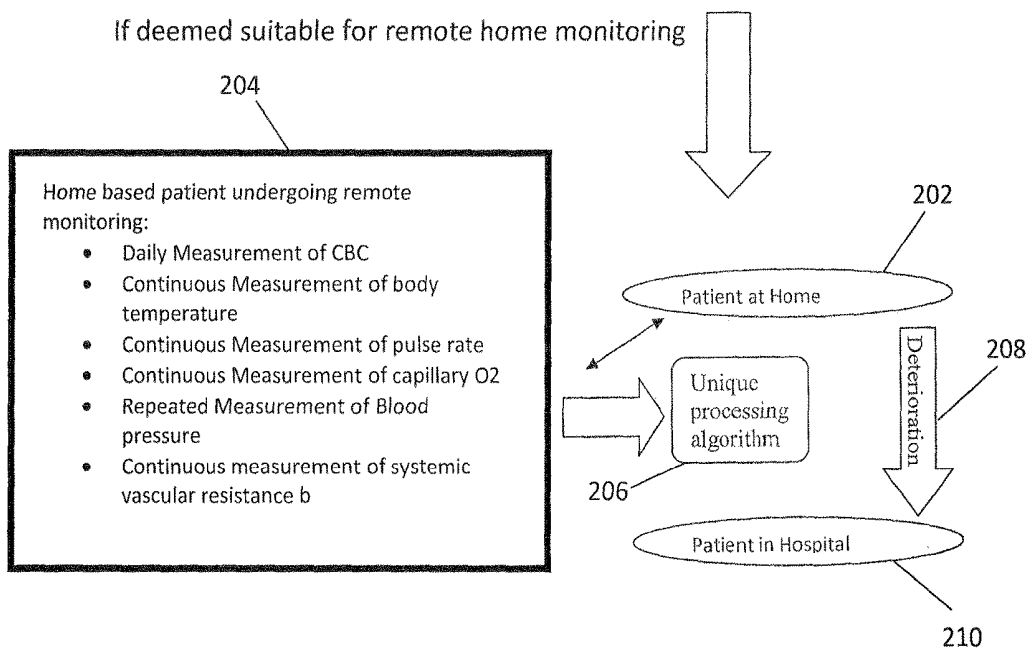 If deemed suitable for remote home monitoring
204
Home based patient undergoing remote
monitoring:
• Daily Measurement of CBC
• Continuous Measurement of body
temperature
• Continuous Measurement of pulse rate
• Continuous Measurement of capillary O2
• Repeated Measurement of Blood
pressure
• Continuous measurement of systemic
vascular resistance b
202
Patient at Home
Unique
processing
algorithm
206
Deterioration
208
Patient in Hospital
210